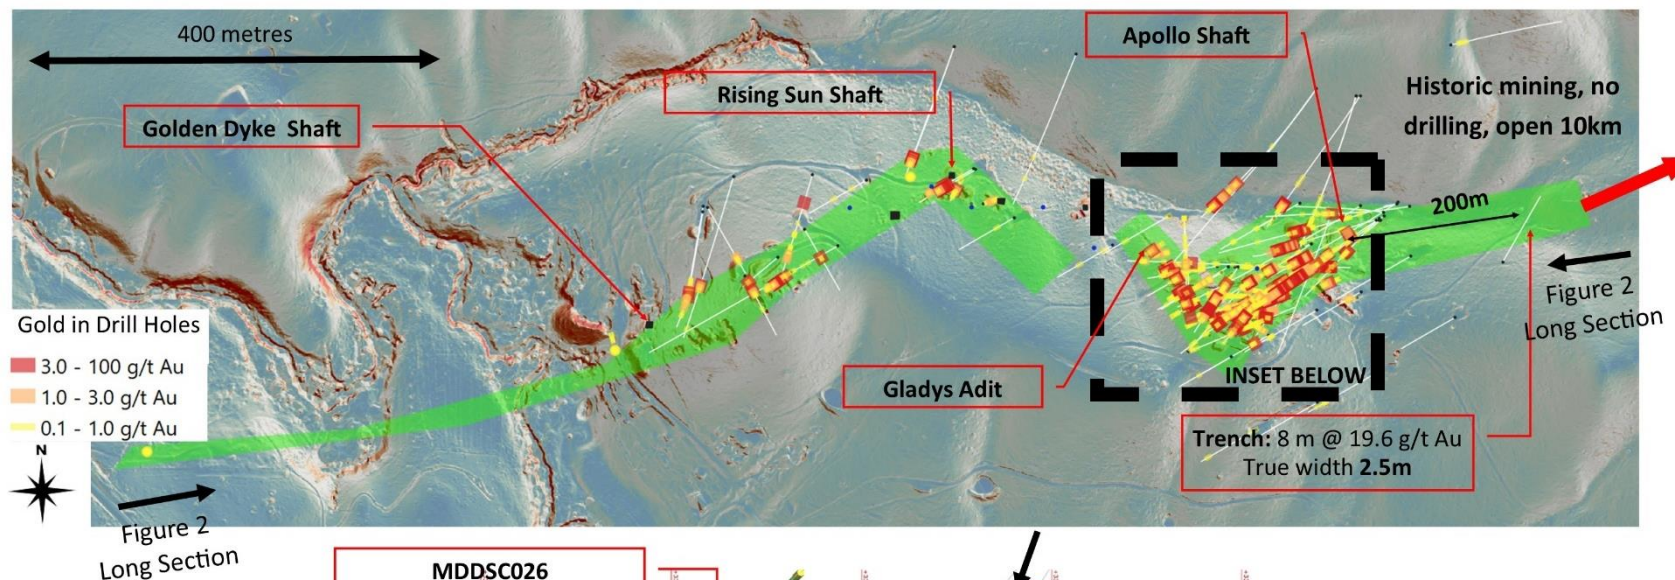 400 metres
Apollo Shaft
Rising Sun Shaft
Historic mining, no
drilling, open 10km
Golden Dyke Shaft
200m
Figure 2
Long Section
Gold in Drill Holes
3.0 - 100 g/t Au
1.0 - 3.0 g/t Au
0.1 - 1.0 g/t Au
Gladys Adit
INSET BELOW
Trench: 8 m @ 19.6 g/t Au
True width 2.5m
N
Figure 2
Long Section
MDDSC026